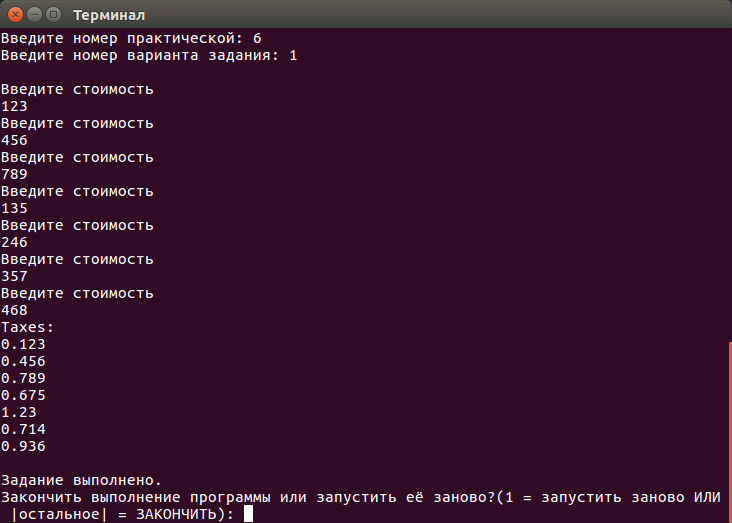 Терминал
Введите номер практической: 6
Введите номер варианта задания: 1
Введите стоимость
123
Введите стоимость
456
Введите стоимость
789
Введите стоимость
135
Введите стоимость
246
Введите стоимость
357
Введите стоимость
468
Taxes:
0.123
0.456
0.789
0.675
1.23
0.714
0.936
Задание выполнено.
Закончить выполнение программы или запустить её заново?(1 = запустить заново ИЛИ
|остальное| = ЗАКОНЧИТЬ):